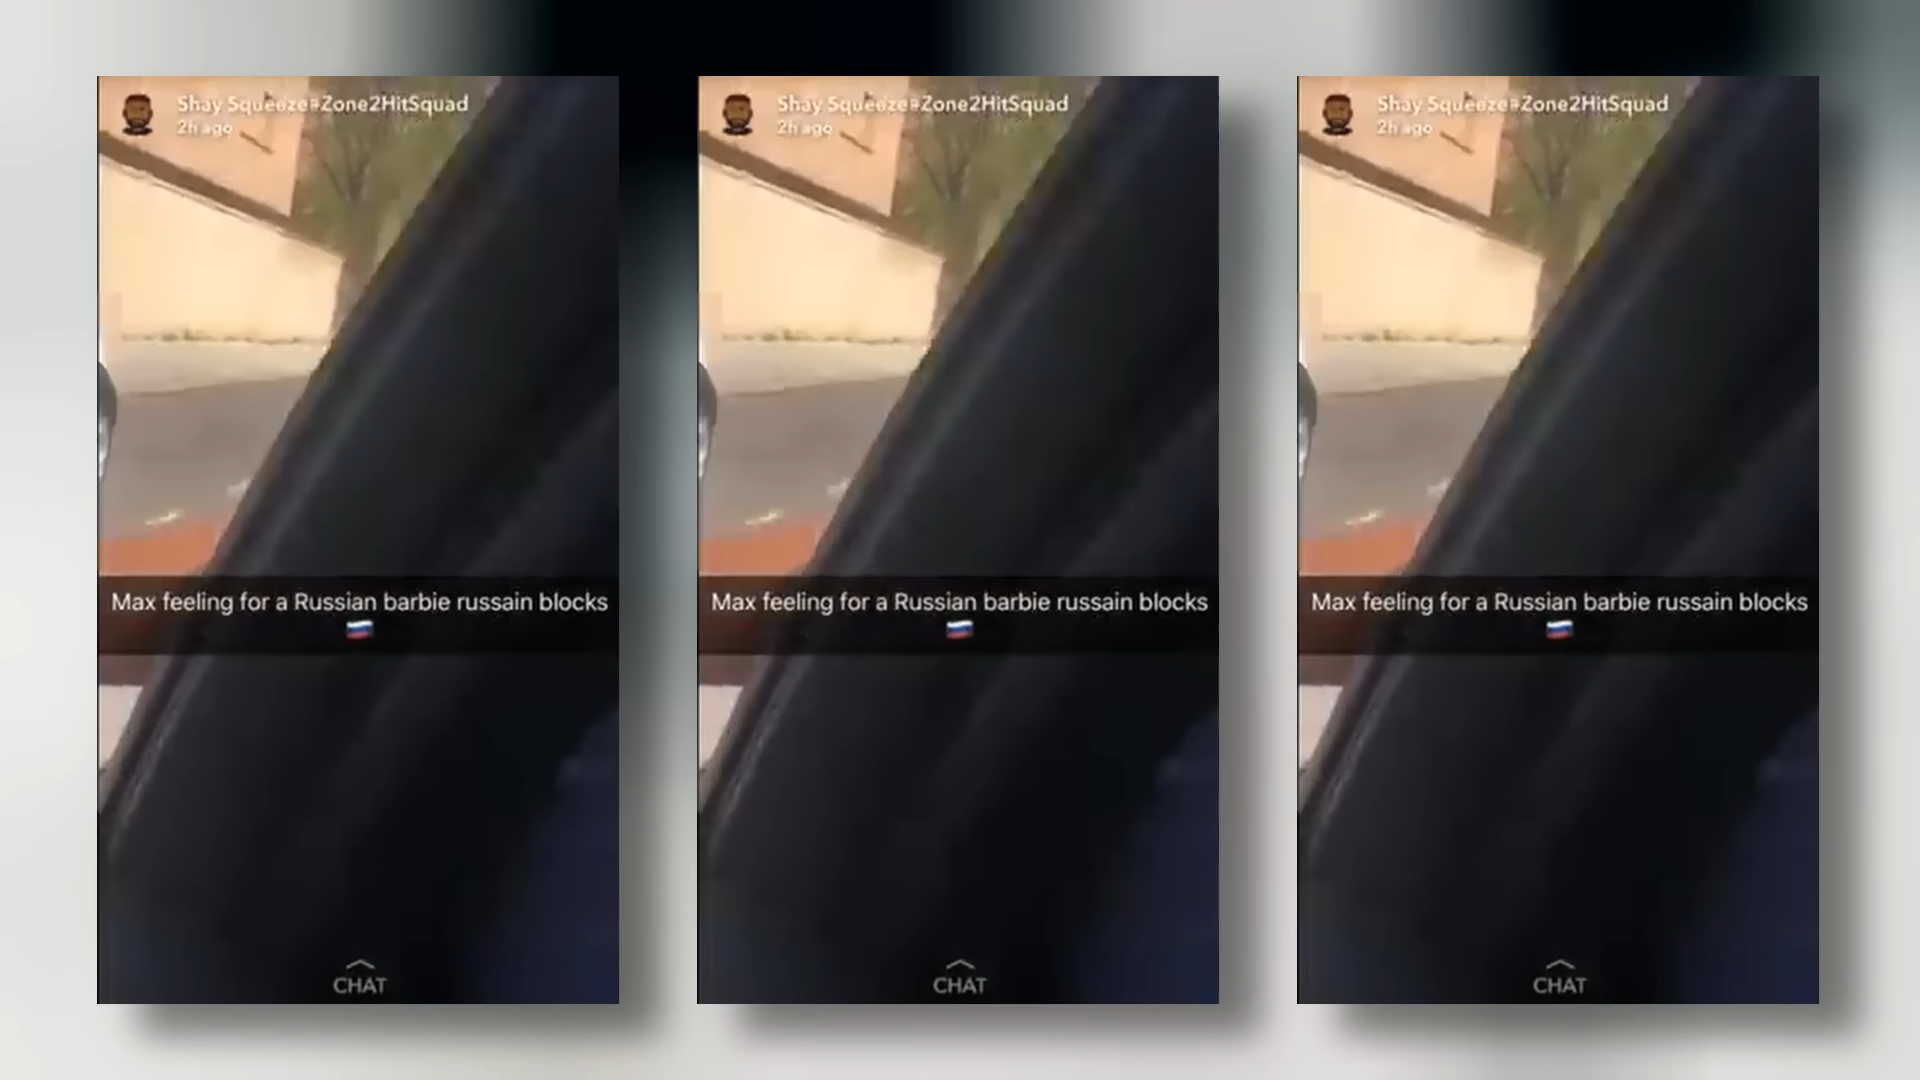 Shay Squeeze#Zone2HitSquad
2h ago
Max feeling for a Russian barbie russain blocks
🇷🇺
CHAT
Shay Squeeze#Zone2HitSquad
2h ago
Max feeling for a Russian barbie russain blocks
🇷🇺
CHAT
Shay Squeeze#Zone2HitSquad
2h ago
Max feeling for a Russian barbie russain blocks
🇷🇺
CHAT